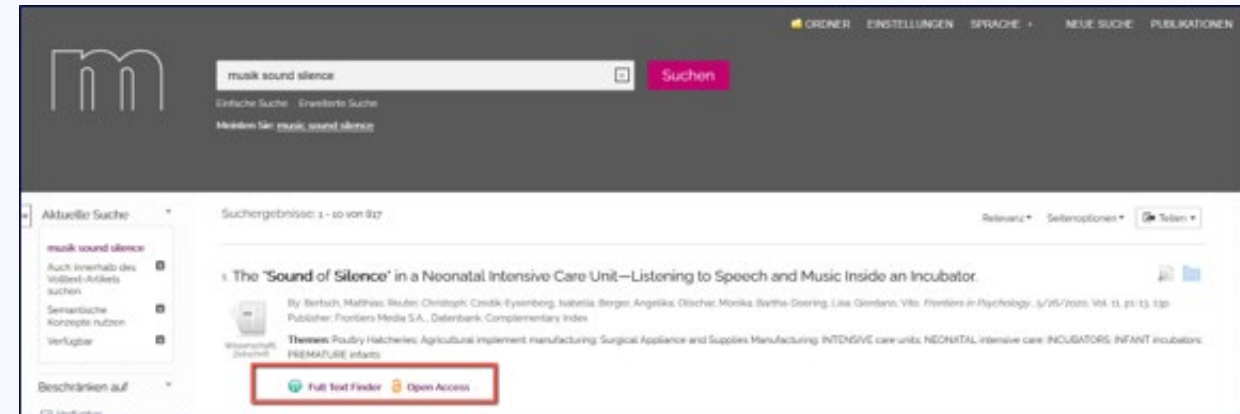 ORDNER EINSTELLUNGEN SPRACHE NEUE SUCHE PUBLIKATIONEN
m
musik sound silence
Suchen
Einfache Suche Erweiterte Suche
Meinten Sie: music sound silence
Aktuelle Suche
musik sound silence
Auch innerhalb des
Volltext-Artikels
suchen
Semantische
Konzepte nutzen
Verfügbar
Beschränken auf
Suchergebnisse: 1 - 10 von 817
Relevanz Seitenoptionen Teilen
1. The "Sound of Silence" in a Neonatal Intensive Care Unit—Listening to Speech and Music Inside an Incubator.
By: Bertsch, Matthias; Reuter, Christoph; Czedik-Eysenberg, Isabella; Berger, Angelika; Olischar, Monika; Bartha-Doering, Lisa; Giordano, Vito. Frontiers in Psychology, 5/26/2020, Vol. 11, p1-13, 13p
Publisher: Frontiers Media S.A., Datenbank: Complementary Index
Wissenschaft.
Zeitschrift
Themen: Poultry Hatcheries; Agricultural implement manufacturing; Surgical Appliance and Supplies Manufacturing; INTENSIVE care units; NEONATAL intensive care; INCUBATORS; INFANT incubators;
PREMATURE infants
Full Text Finder Open Access